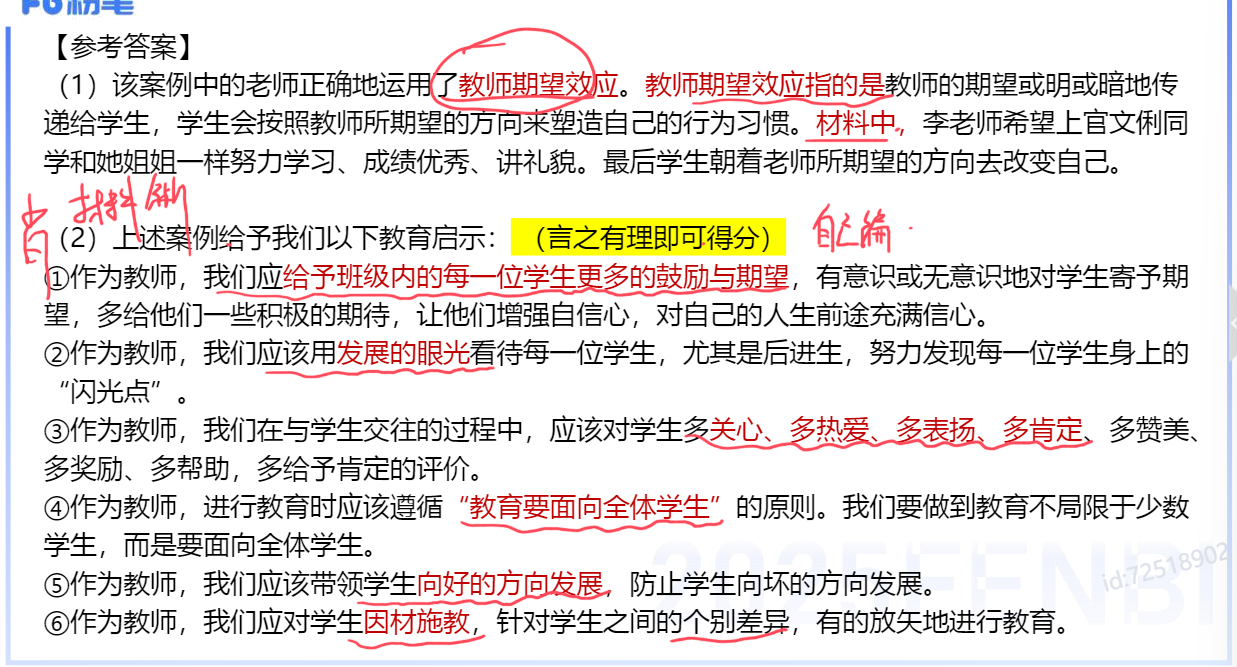 FG粉笔
【参考答案】
（1）该案例中的老师正确地运用了教师期望效应。教师期望效应指的是教师的期望或明或暗地传
递给学生，学生会按照教师所期望的方向来塑造自己的行为习惯。材料中，李老师希望上官文俐同
学和她姐姐一样努力学习、成绩优秀、讲礼貌。最后学生朝着老师所期望的方向去改变自己。
材料
（2）上述案例给予我们以下教育启示：（言之有理即可得分）自己编
①作为教师，我们应给予班级内的每一位学生更多的鼓励与期望，有意识或无意识地对学生寄予期
望，多给他们一些积极的期待，让他们增强自信心，对自己的人生前途充满信心。
②作为教师，我们应该用发展的眼光看待每一位学生，尤其是后进生，努力发现每一位学生身上的
“闪光点”。
③作为教师，我们在与学生交往的过程中，应该对学生多关心、多热爱、多表扬、多肯定、多赞美、
多奖励、多帮助，多给予肯定的评价。
④作为教师，进行教育时应该遵循“教育要面向全体学生”的原则。我们要做到教育不局限于少数
学生，而是要面向全体学生。
⑤作为教师，我们应该带领学生向好的方向发展，防止学生向坏的方向发展。
⑥作为教师，我们应对学生因材施教，针对学生之间的个别差异，有的放矢地进行教育。
2025FENBI
id:72518902